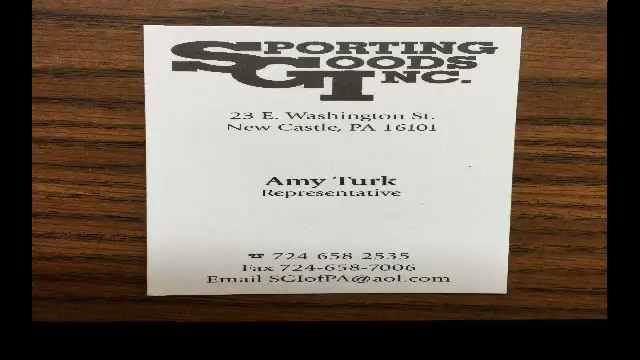 SPORTING
GOODS
INC.
23 E. Washington St.
New Castle, PA 16101
Amy Turk
Representative
☎ 724 658 2535
Fax 724-658-7006
Email SGIofPA@aol.com